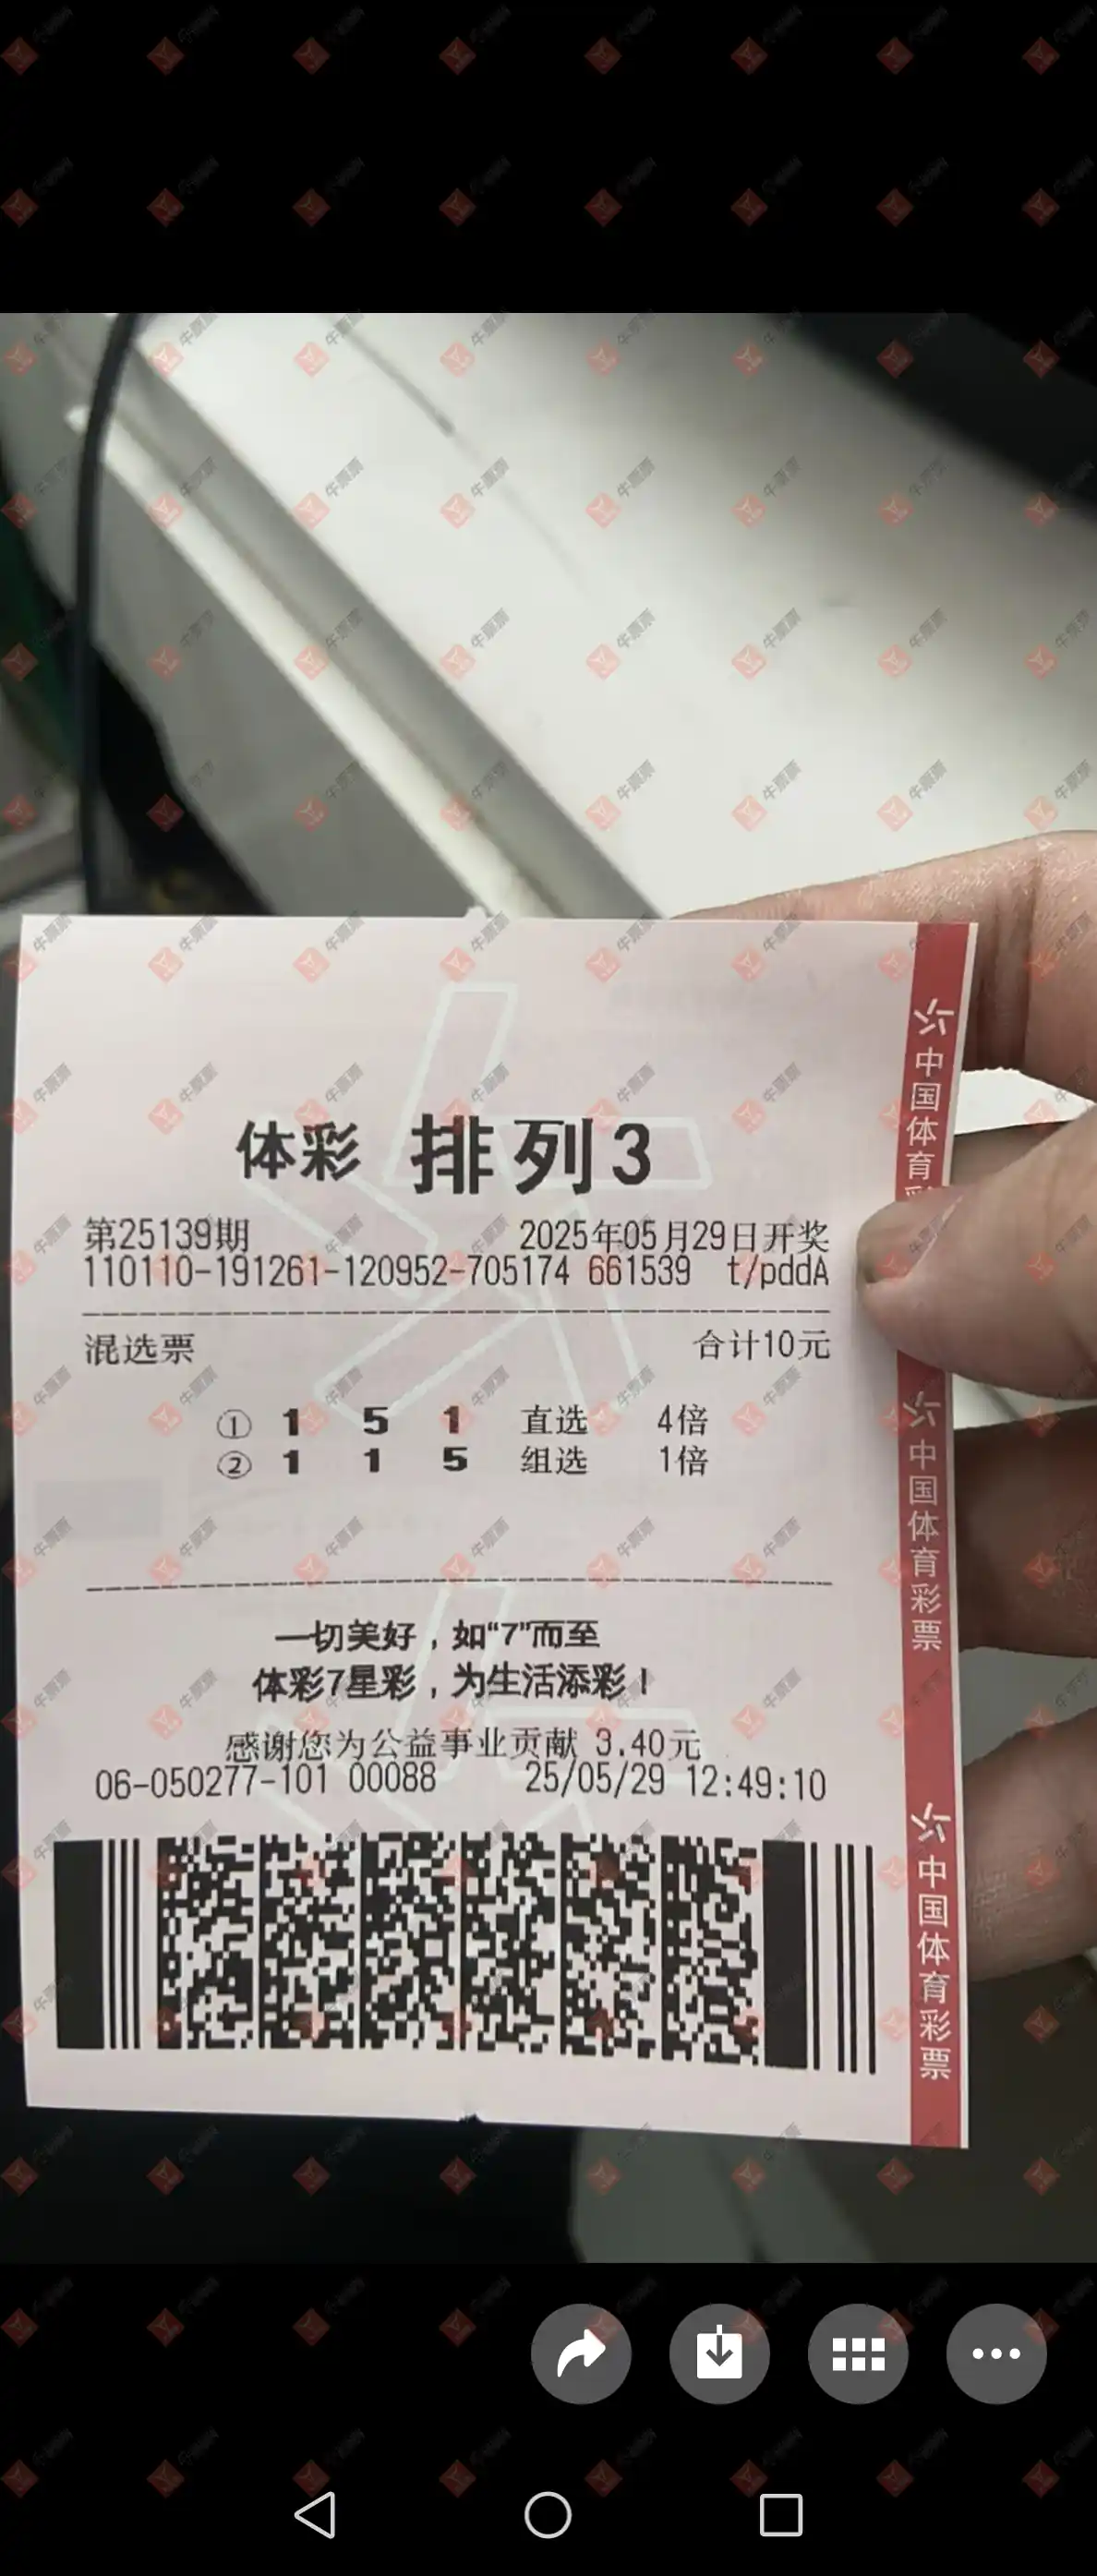 体彩 排列3
第25139期 2025年05月29日开奖
110110-191261-120952-705174 661539 t/pddA
混选票 合计10元
① 1 5 1 直选 4倍
② 1 1 5 组选 1倍
一切美好，如“7”而至
体彩7星彩，为生活添彩！
感谢您为公益事业贡献 3.40元
06-050277-101 00088 25/05/29 12:49:10
中国体育彩
中国体育彩票
中国体育彩票
牛票票